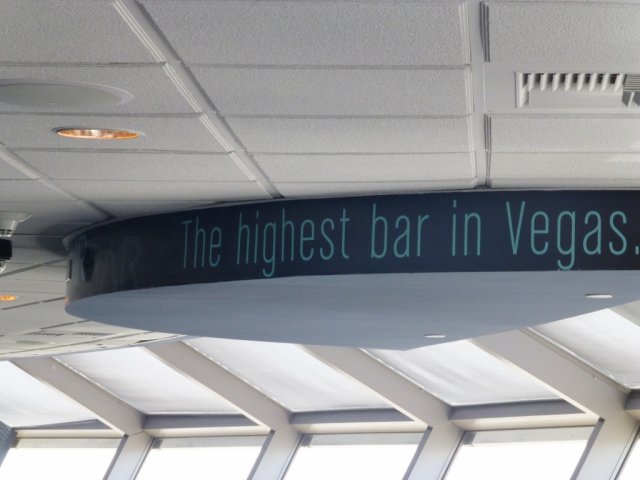 The highest bar in Vegas.